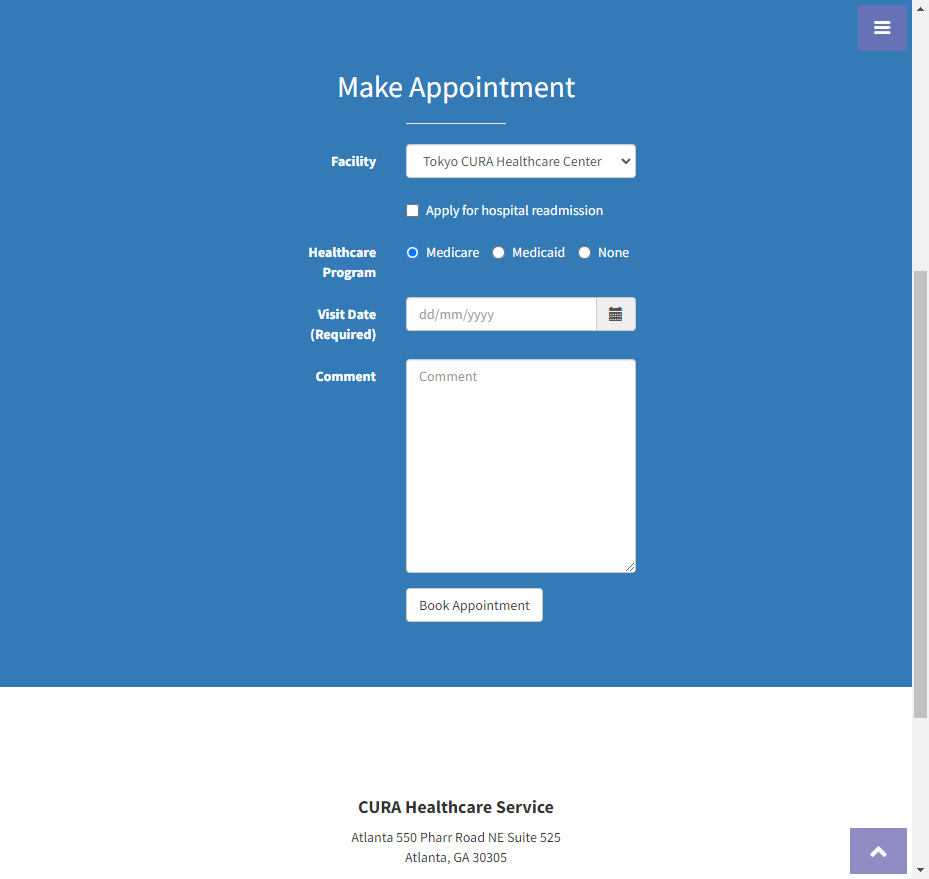 Make Appointment
Facility
Tokyo CURA Healthcare Center
Apply for hospital readmission
Healthcare
Program
Medicare Medicaid None
Visit Date
(Required)
dd/mm/yyyy
Comment
Comment
Book Appointment
CURA Healthcare Service
Atlanta 550 Pharr Road NE Suite 525
Atlanta, GA 30305